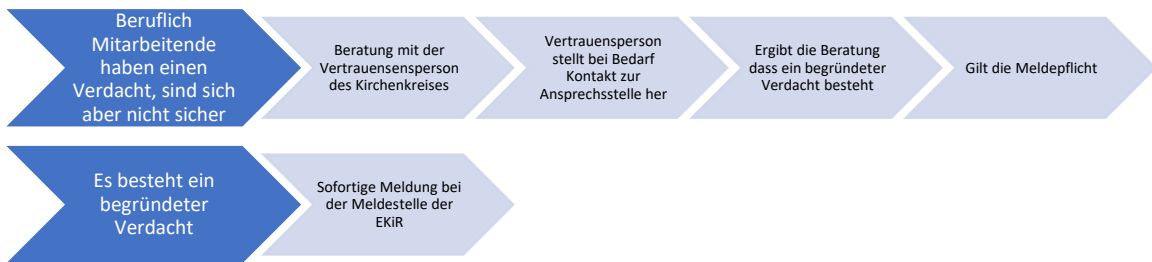 Beruflich
Mitarbeitende
haben einen
Verdacht, sind sich
aber nicht sicher
Beratung mit der
Vertrauensensperson
des Kirchenkreises
Vertrauensperson
stellt bei Bedarf
Kontakt zur
Ansprechsstelle her
Ergibt die Beratung
dass ein begründeter
Verdacht besteht
Gilt die Meldepflicht
Es besteht ein
begründeter
Verdacht
Sofortige Meldung bei
der Meldestelle der
EKiR